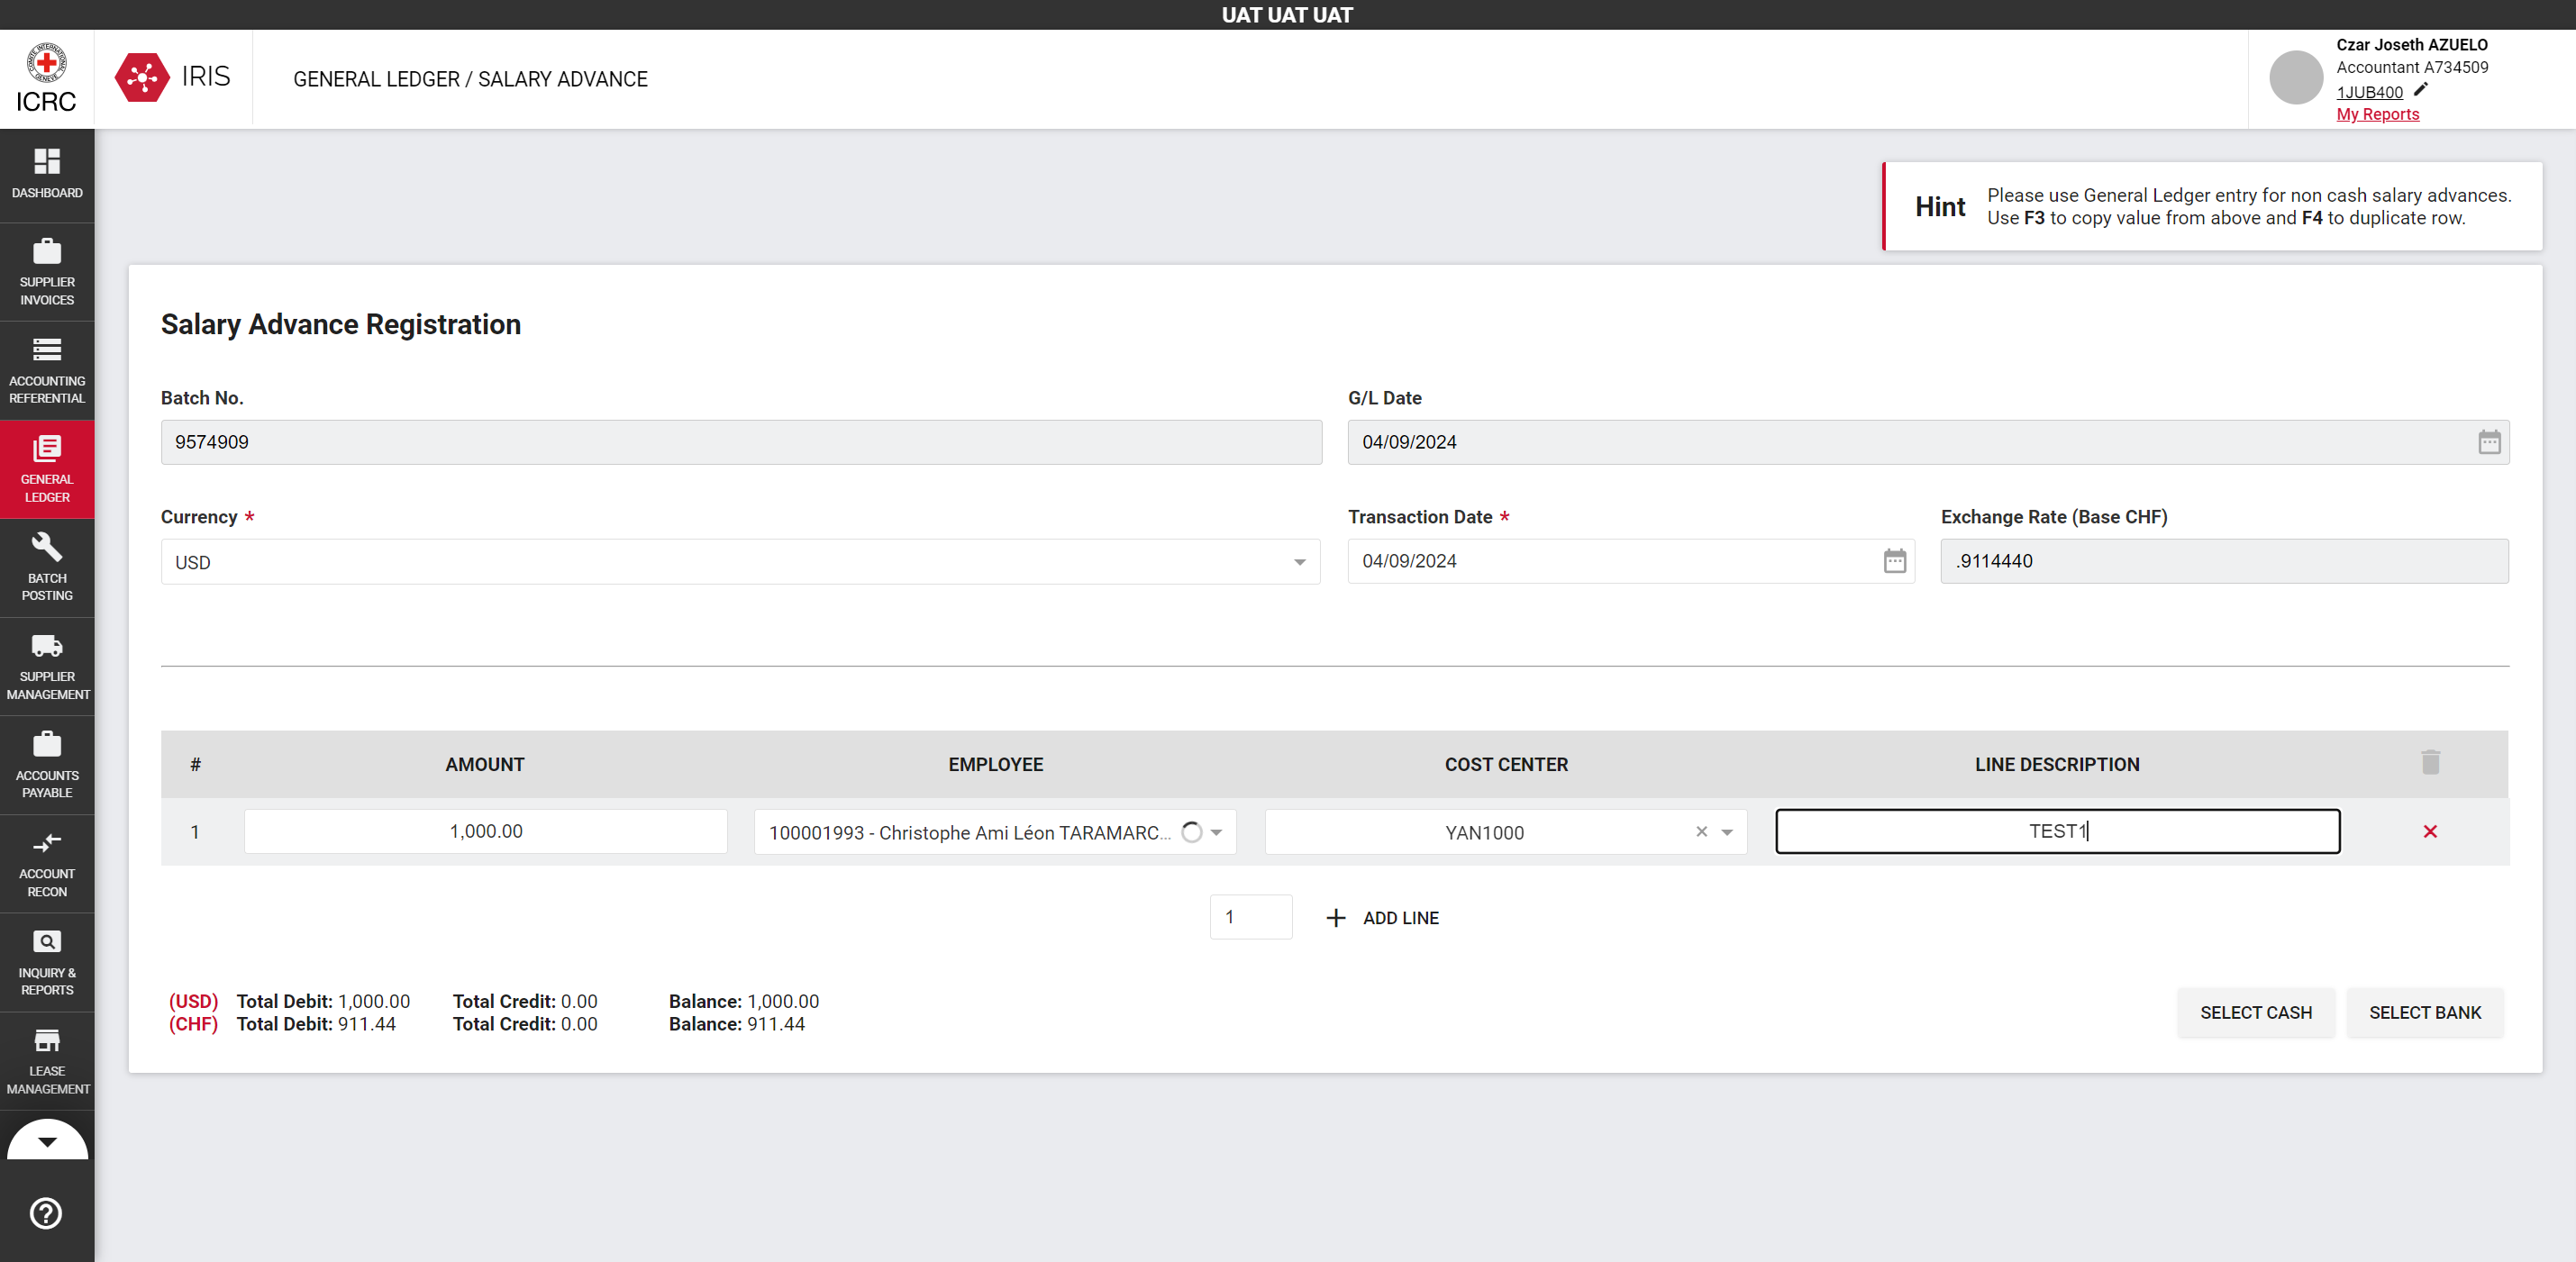 UAT UAT UAT
ICRC
IRIS
GENERAL LEDGER / SALARY ADVANCE
Czar Joseth AZUELO
Accountant A734509
1JUB400
My Reports
DASHBOARD
SUPPLIER
INVOICES
ACCOUNTING
REFERENTIAL
GENERAL
LEDGER
BATCH
POSTING
SUPPLIER
MANAGEMENT
ACCOUNTS
PAYABLE
ACCOUNT
RECON
INQUIRY &
REPORTS
LEASE
MANAGEMENT
Hint
Please use General Ledger entry for non cash salary advances.
Use F3 to copy value from above and F4 to duplicate row.
Salary Advance Registration
Batch No.
9574909
G/L Date
04/09/2024
Currency *
USD
Transaction Date *
04/09/2024
Exchange Rate (Base CHF)
.9114440
# AMOUNT EMPLOYEE COST CENTER LINE DESCRIPTION
1 1,000.00 100001993 - Christophe Ami Léon TARAMARC... YAN1000 TEST1
1 ADD LINE
(USD) Total Debit: 1,000.00 Total Credit: 0.00 Balance: 1,000.00
(CHF) Total Debit: 911.44 Total Credit: 0.00 Balance: 911.44
SELECT CASH
SELECT BANK